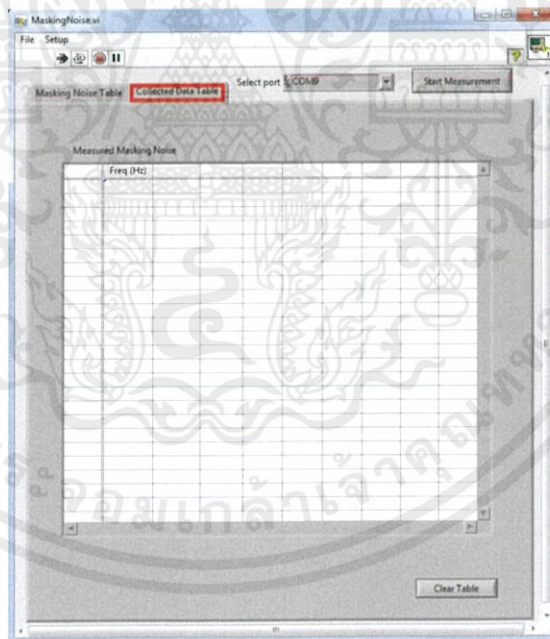 MaskingNoise.vi
File Setup
Select port COM9 Start Measurement
Masking Noise Table Collected Data Table
Measured Masking Noise
Freq (Hz)
Clear Table